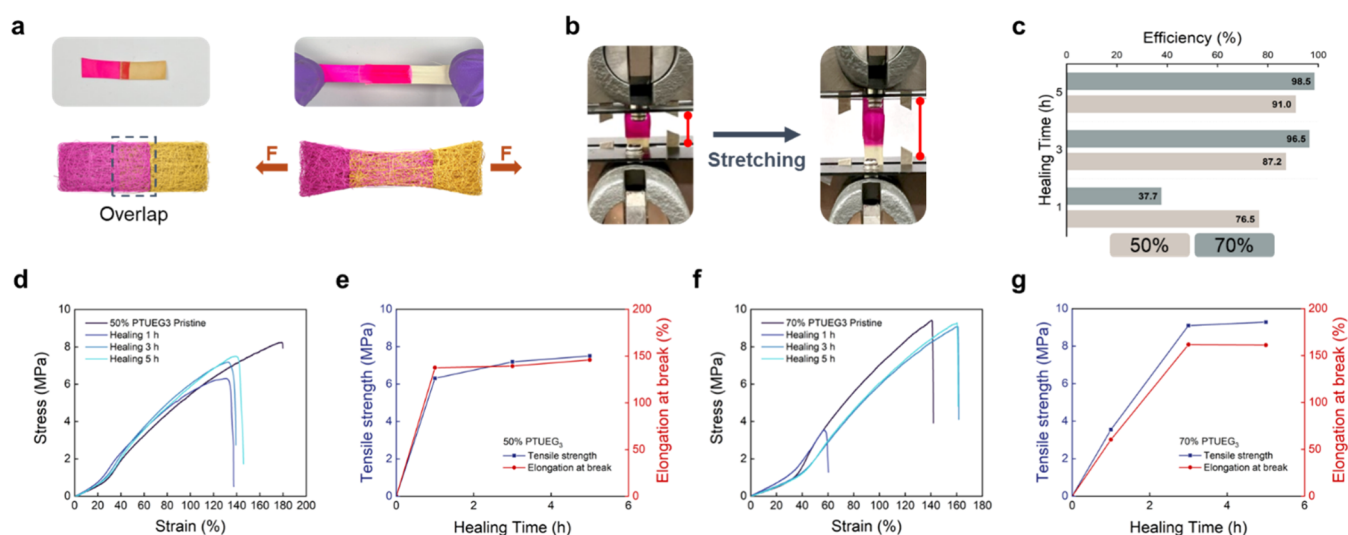 a
F
F
Overlap
b
Stretching
c
Efficiency (%)
0 20 40 60 80 100
Healing Time (h)
5
98.5
91.0
3
96.5
87.2
1
37.7
76.5
50% 70%
d
Stress (MPa)
10
8
6
4
2
0
50% PTUEG3 Pristine
Healing 1 h
Healing 3 h
Healing 5 h
0 20 40 60 80 100 120 140 160 180 200
Strain (%)
e
Tensile strength (MPa)
10
8
6
4
2
0
50% PTUEG₃
Tensile strength
Elongation at break
200
150
100
50
0
Elongation at break (%)
0 2 4 6
Healing Time (h)
f
Stress (MPa)
10
8
6
4
2
0
70% PTUEG3 Pristine
Healing 1 h
Healing 3 h
Healing 5 h
0 20 40 60 80 100 120 140 160 180
Strain (%)
g
Tensile strength (MPa)
10
8
6
4
2
0
70% PTUEG₃
Tensile strength
Elongation at break
200
150
100
50
0
Elongation at break (%)
0 2 4 6
Healing Time (h)